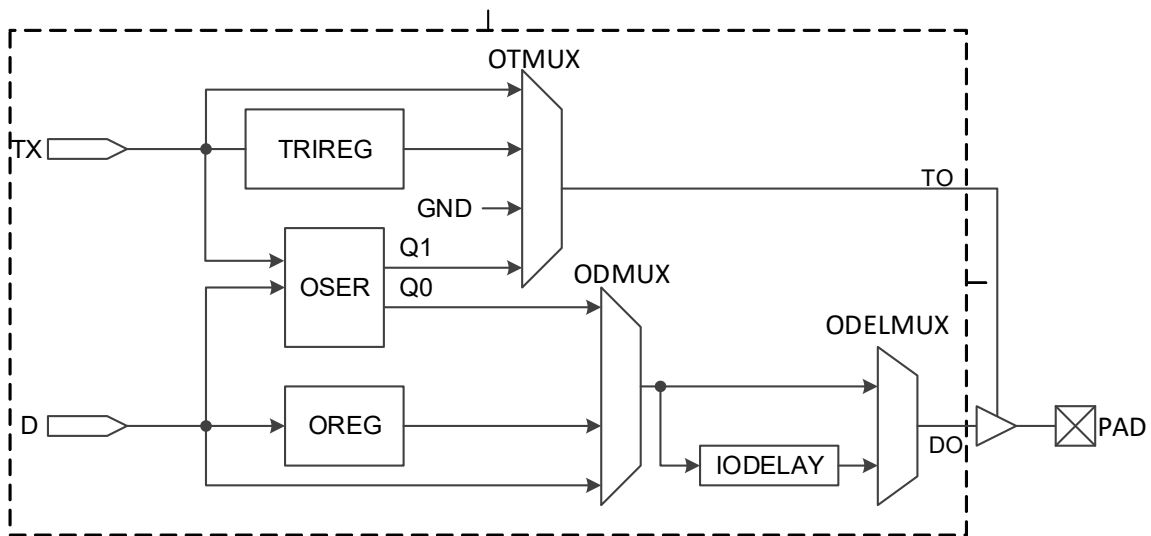 OTMUX
TX
TRIREG
TO
GND
Q1
OSER
Q0
ODMUX
ODELMUX
D
OREG
DO
PAD
IODELAY